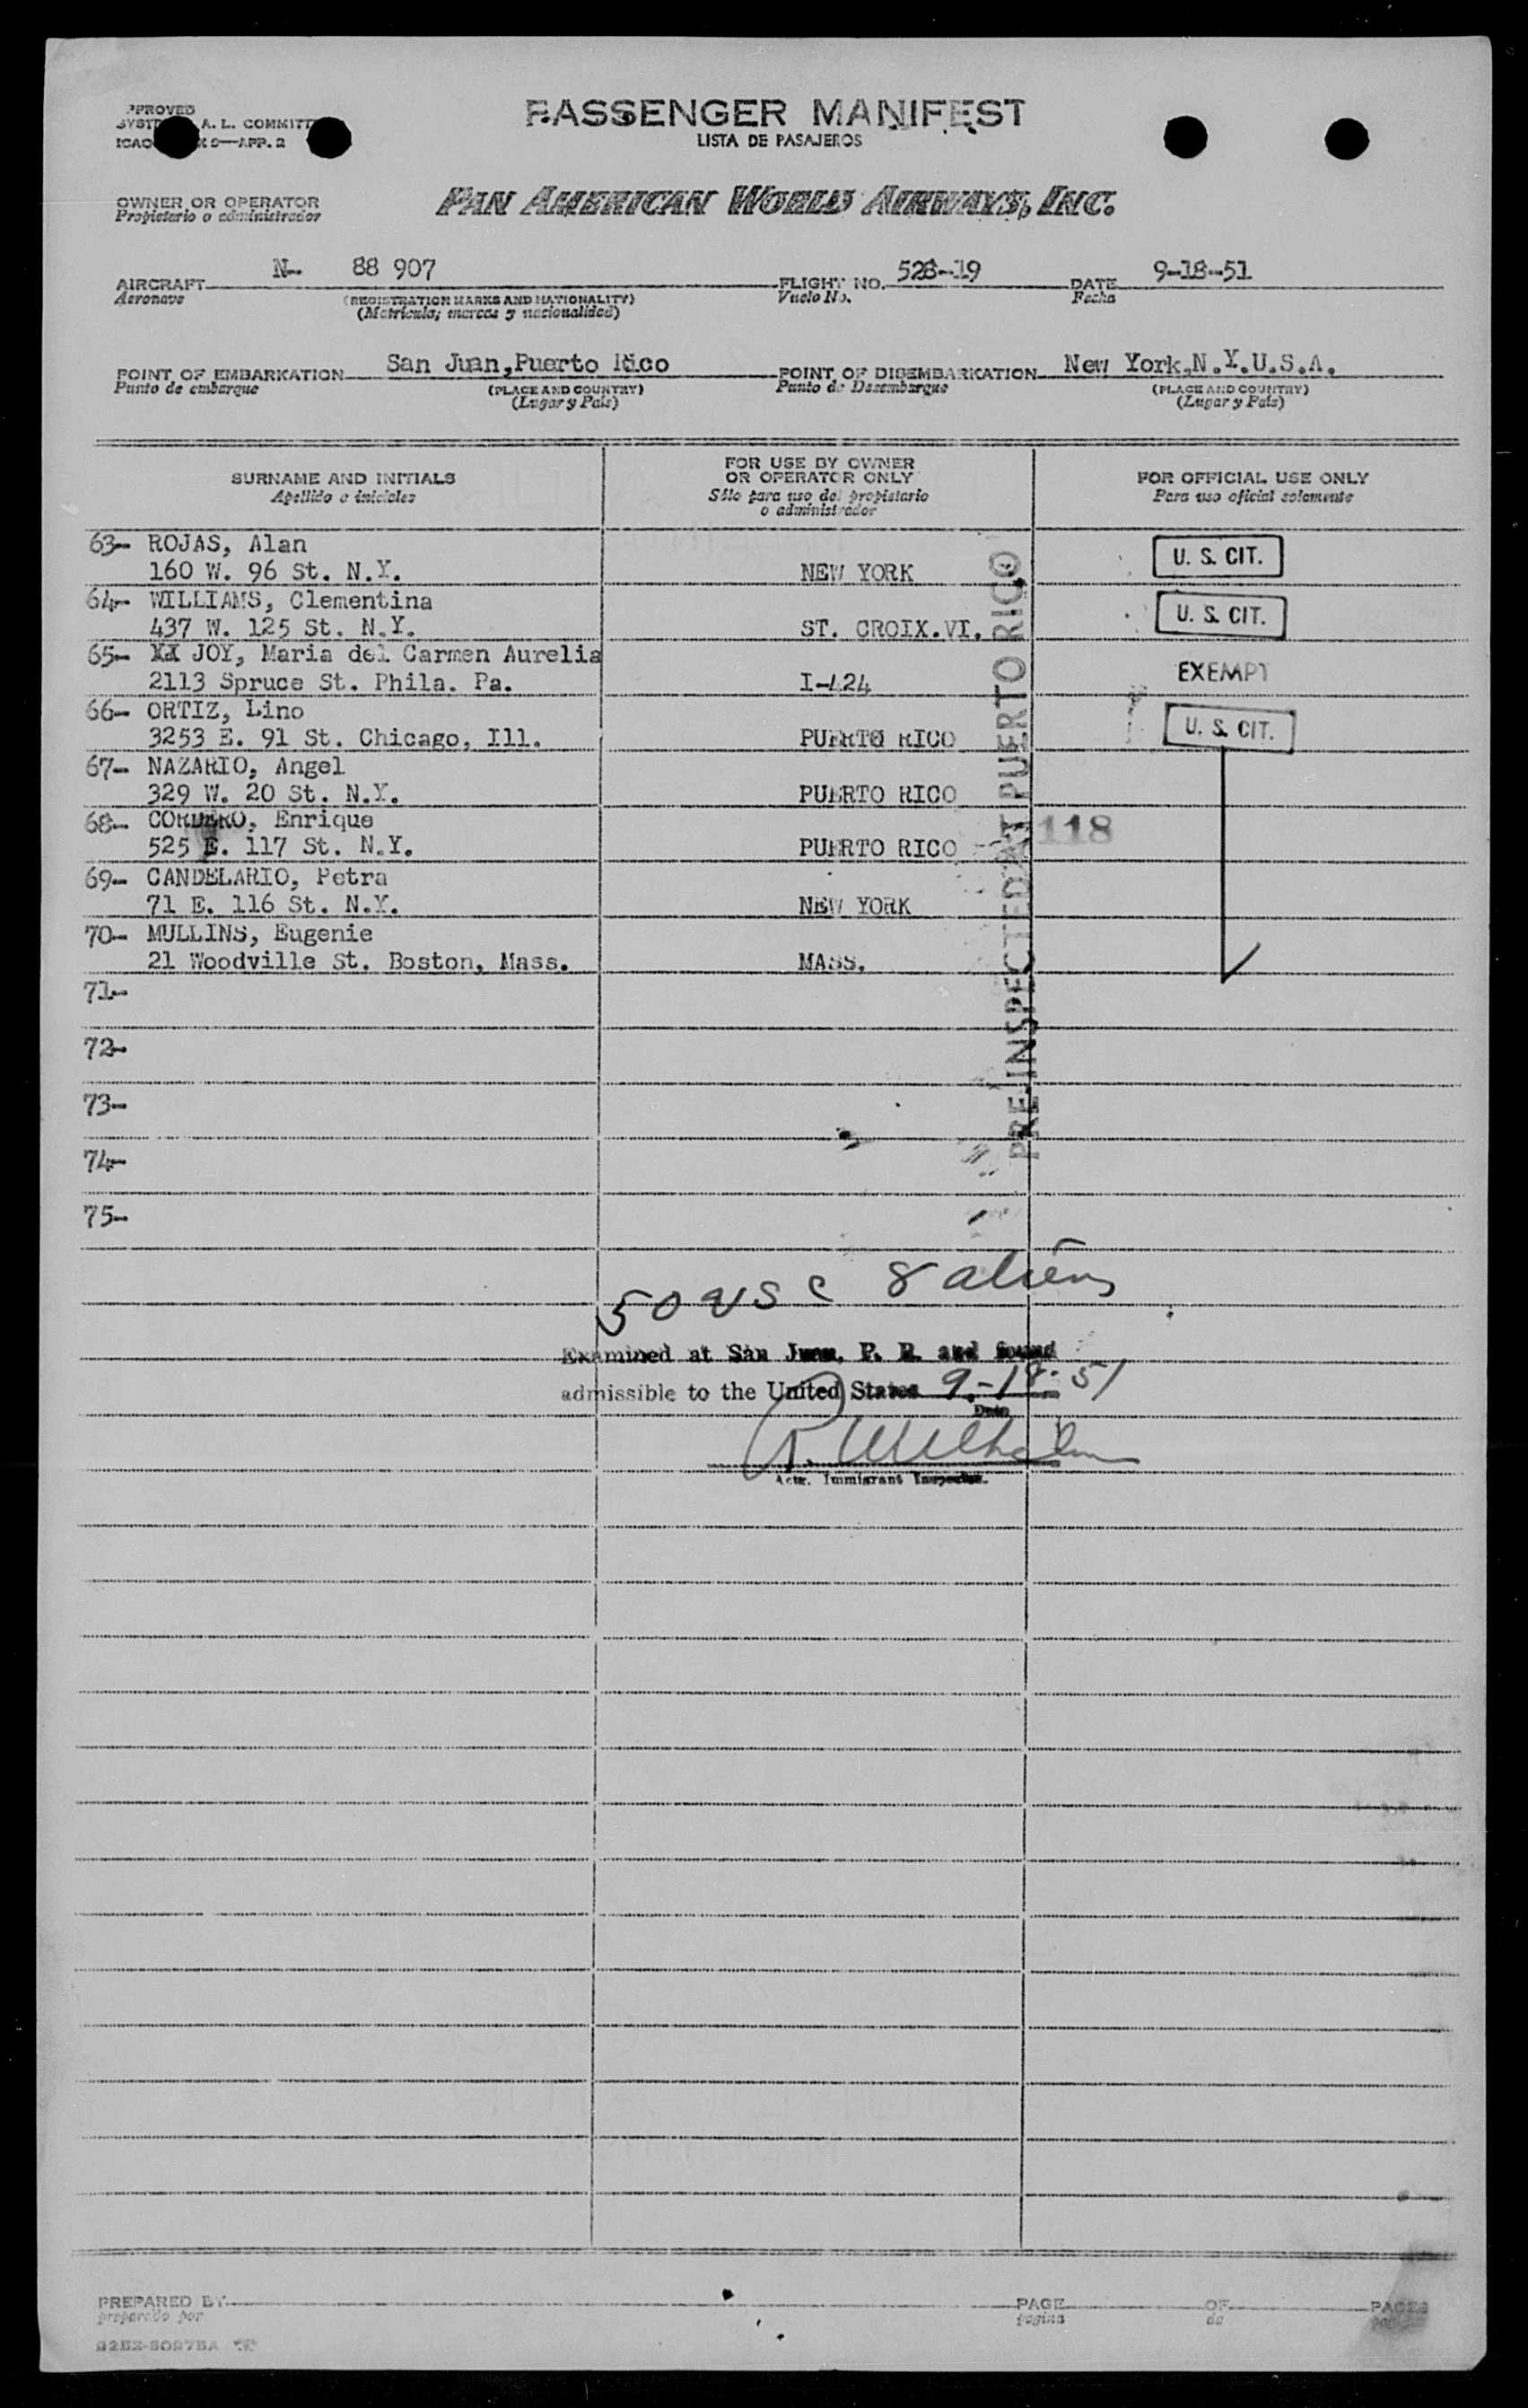 PASSENGER MANIFEST
LISTA DE PASAJEROS
A. L. COMMITT
9—APP. 2
OWNER OR OPERATOR
Propietario o administrador
PAN AMERICAN WORLD AIRWAYS, INC.
AIRCRAFT N- 88 907 FLIGHT NO. 528-19 DATE 9-18-51
Aeronave (REGISTRATION MARKS AND NATIONALITY) Vuelo No. Fecha
(Matrícula; marcas y nacionalidad)
POINT OF EMBARKATION San Juan,Puerto Rico POINT OF DISEMBARKATION New York,N.Y.U.S.A.
Punto de embarque (PLACE AND COUNTRY) Punto de Desembarque (PLACE AND COUNTRY)
(Lugar y País) (Lugar y País)
SURNAME AND INITIALS
Apellido e iniciales
FOR USE BY OWNER
OR OPERATOR ONLY
Sólo para uso del propietario
o administrador
FOR OFFICIAL USE ONLY
Para uso oficial solamente
63- ROJAS, Alan
160 W. 96 St. N.Y. NEW YORK U. S. CIT.
64- WILLIAMS, Clementina
437 W. 125 St. N.Y. ST. CROIX.VI. U. S. CIT.
65- XX JOY, Maria del Carmen Aurelia
2113 Spruce St. Phila. Pa. I-424 EXEMPT
66- ORTIZ, Lino
3253 E. 91 St. Chicago, Ill. PUERTO RICO U. S. CIT.
67- NAZARIO, Angel
329 W. 20 St. N.Y. PUERTO RICO
68- CORDERO, Enrique
525 E. 117 St. N.Y. PUERTO RICO 118
69- CANDELARIO, Petra
71 E. 116 St. N.Y. NEW YORK
70- MULLINS, Eugenie
21 Woodville St. Boston, Mass. MASS.
PRE-INSPECTED AT PUERTO RICO
71-
72-
73-
74-
75-
50 USC 8 aliens
Examined at San Juan, P. R. and found
admissible to the United States 9-18-51
Date
R. Wilhelm
Actg. Immigrant Inspector.
PREPARED BY PAGE OF PAGES
preparado por página de